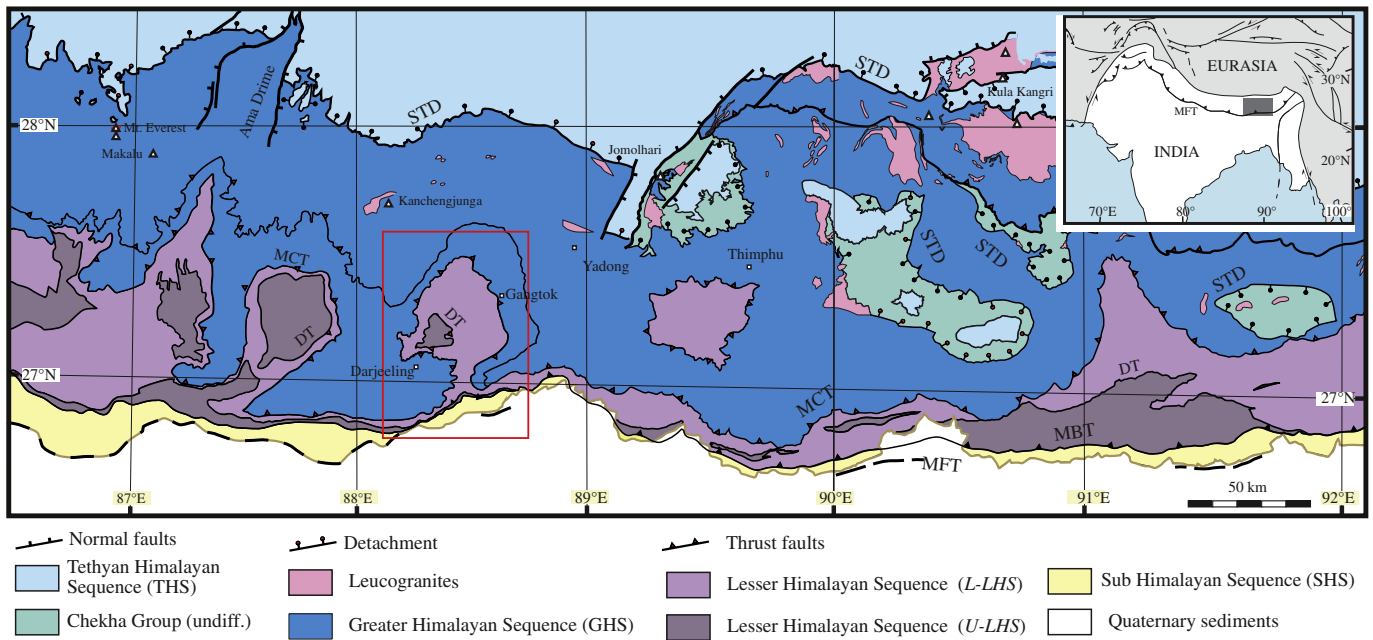 STD
EURASIA
30°N
Ama Drime
STD
Kula Kangri
MFT
28°N
Mt. Everest
Makalu
Jomolhari
INDIA
20°N
70°E
80°
90°
100°
Kanchengjunga
MCT
Yadong
Thimphu
STD
STD
STD
Gangtok
DT
DT
Darjeeling
DT
27°N
MCT
27°N
MBT
MFT
50 km
87°E
88°E
89°E
90°E
91°E
92°E
Normal faults
Detachment
Thrust faults
Tethyan Himalayan
Sequence (THS)
Leucogranites
Lesser Himalayan Sequence (L-LHS)
Sub Himalayan Sequence (SHS)
Chekha Group (undiff.)
Greater Himalayan Sequence (GHS)
Lesser Himalayan Sequence (U-LHS)
Quaternary sediments